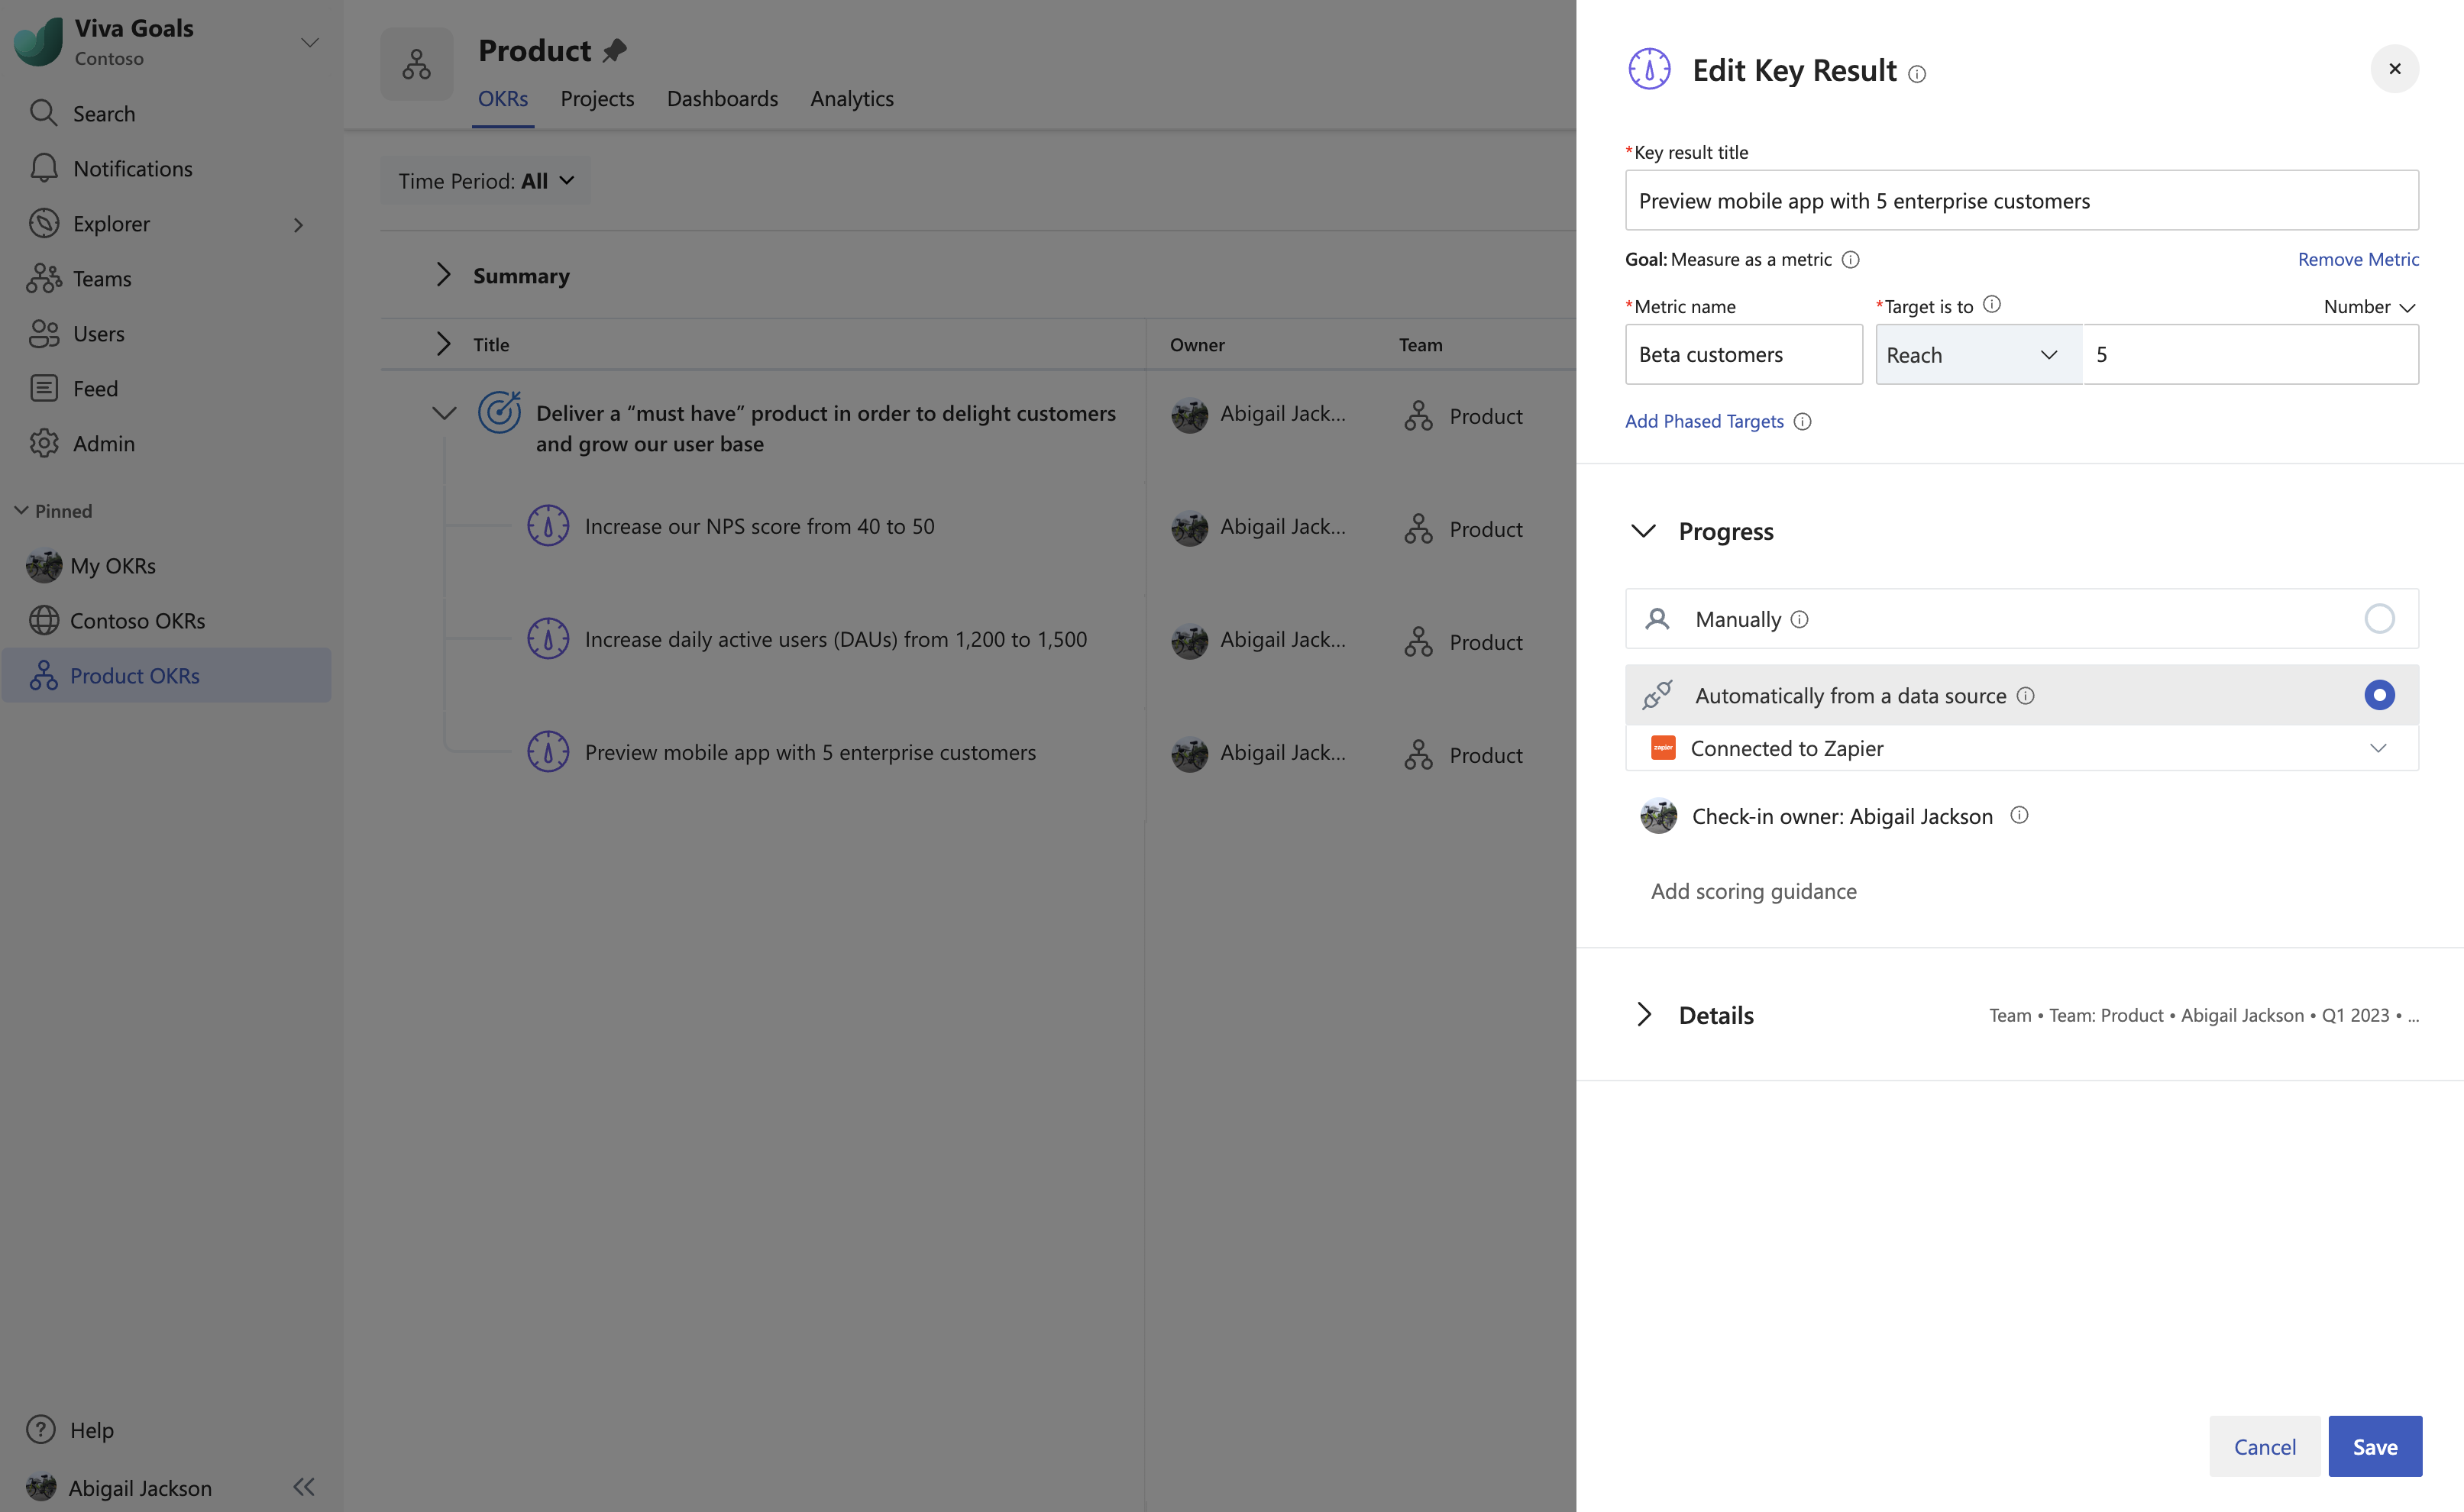 Viva Goals
Contoso
Search
Notifications
Explorer
Teams
Users
Feed
Admin
Pinned
My OKRs
Contoso OKRs
Product OKRs
Help
Abigail Jackson
Product
OKRs Projects Dashboards Analytics
Time Period: All
Summary
Title Owner Team
Deliver a “must have” product in order to delight customers
and grow our user base
Abigail Jack... Product
Increase our NPS score from 40 to 50 Abigail Jack... Product
Increase daily active users (DAUs) from 1,200 to 1,500 Abigail Jack... Product
Preview mobile app with 5 enterprise customers Abigail Jack... Product
Edit Key Result
*Key result title
Preview mobile app with 5 enterprise customers
Goal: Measure as a metric Remove Metric
*Metric name *Target is to Number
Beta customers Reach 5
Add Phased Targets
Progress
Manually
Automatically from a data source
zapier Connected to Zapier
Check-in owner: Abigail Jackson
Add scoring guidance
Details Team • Team: Product • Abigail Jackson • Q1 2023 • ...
Cancel Save